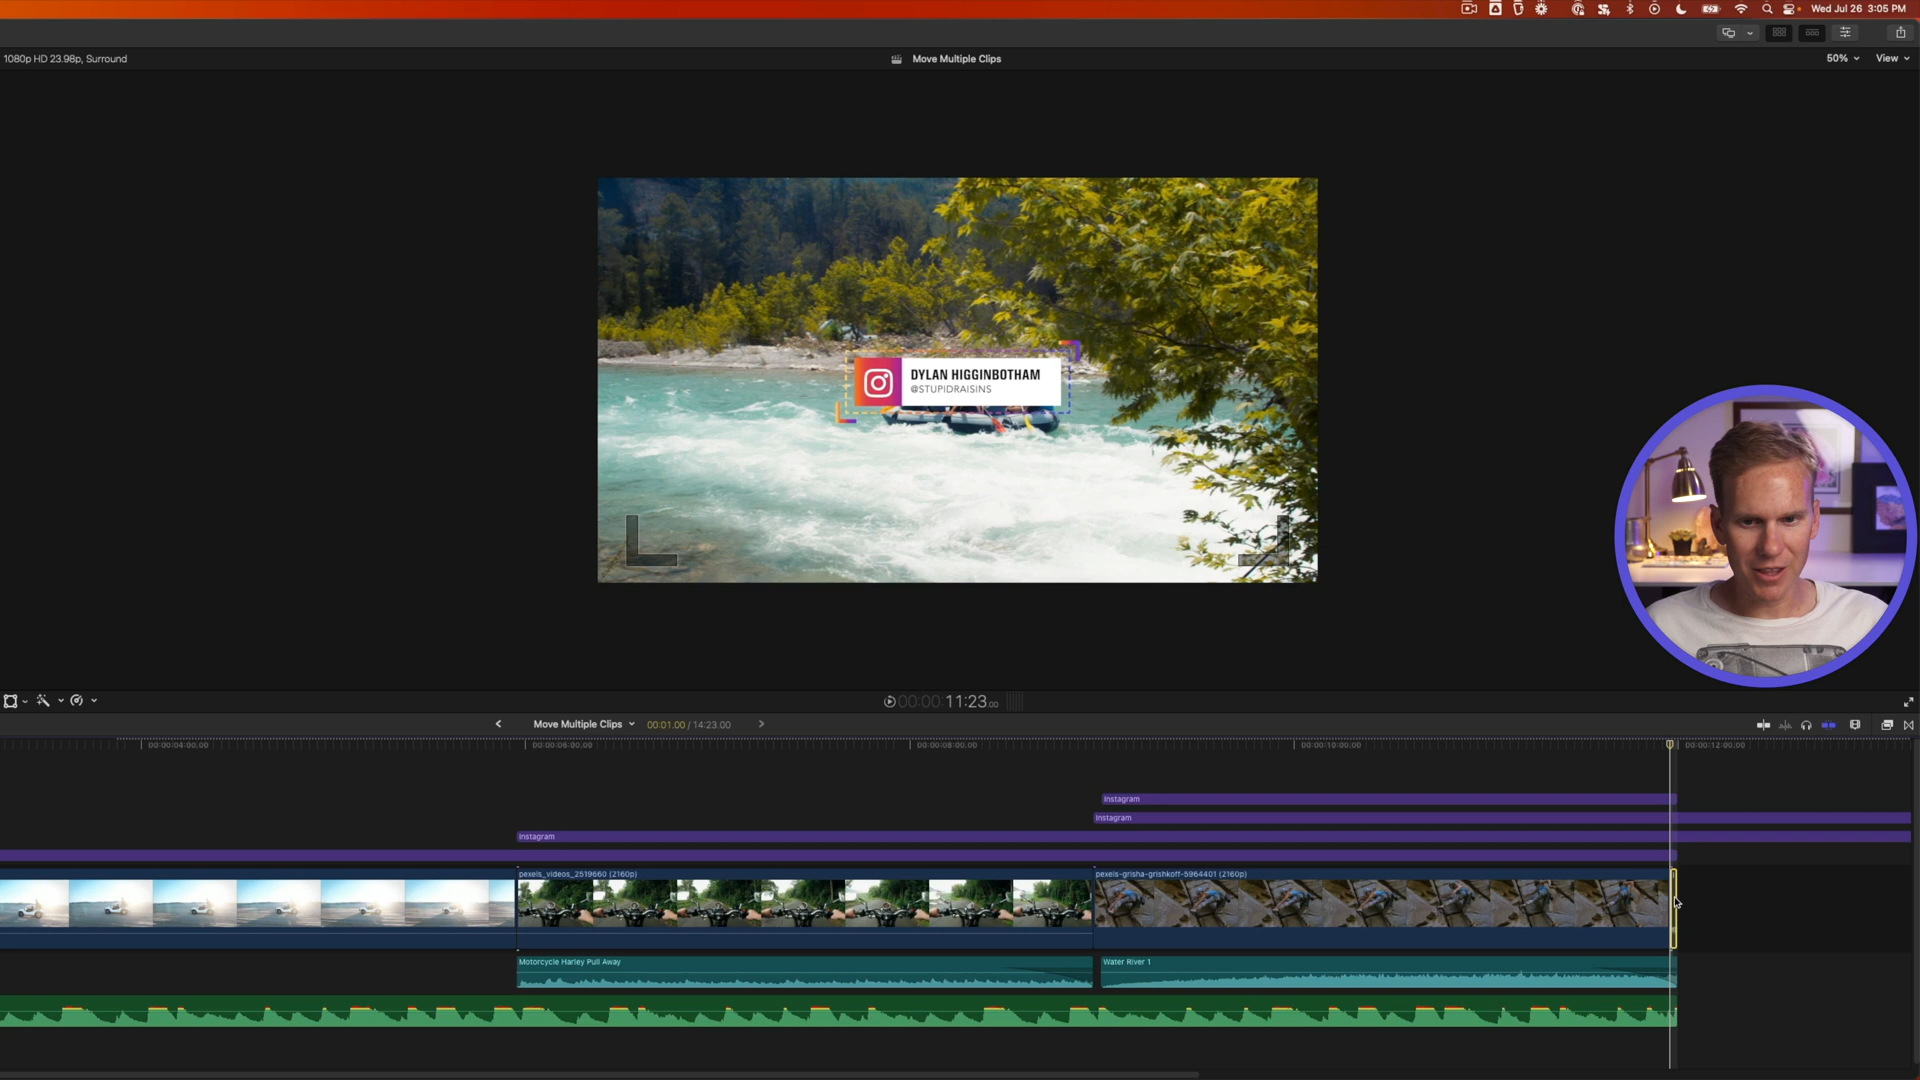 Wed Jul 26 3:05 PM
1080p HD 23.98p, Surround
Move Multiple Clips
50%
View
DYLAN HIGGINBOTHAM
@STUPIDRAISINS
00:00:11:23.00
Move Multiple Clips
00:01.00 / 14:23.00
00:00:04:00.00
00:00:06:00.00
00:00:08:00.00
00:00:10:00.00
00:00:12:00.00
Instagram
Instagram
Instagram
pexels_videos_2519660 (2160p)
pexels-grisha-grishkoff-5964401 (2160p)
Motorcycle Harley Pull Away
Water River 1